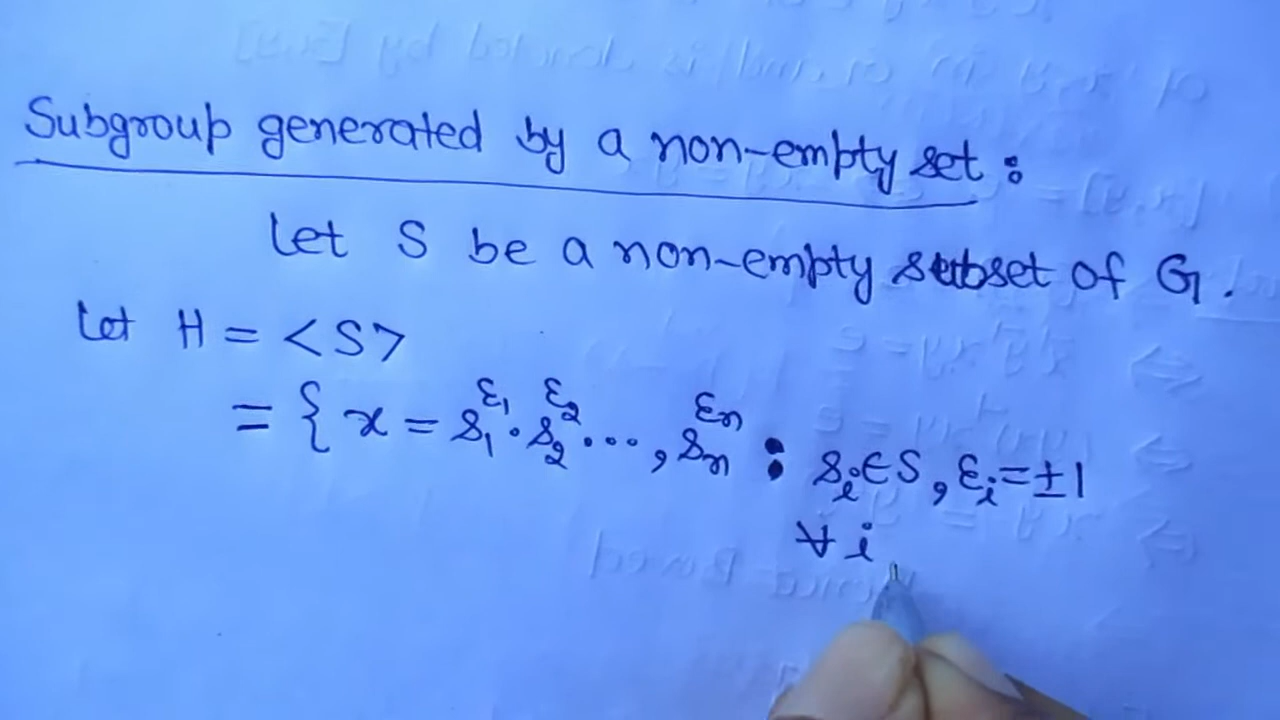 Subgroup generated by a non-empty set :
Let S be a non-empty subset of G.
Let H = <S>
= { x = s₁^ε₁ · s₂^ε₂ . . . , sₙ^εₙ : sᵢ ∈ S , εᵢ = ±1
∀ i